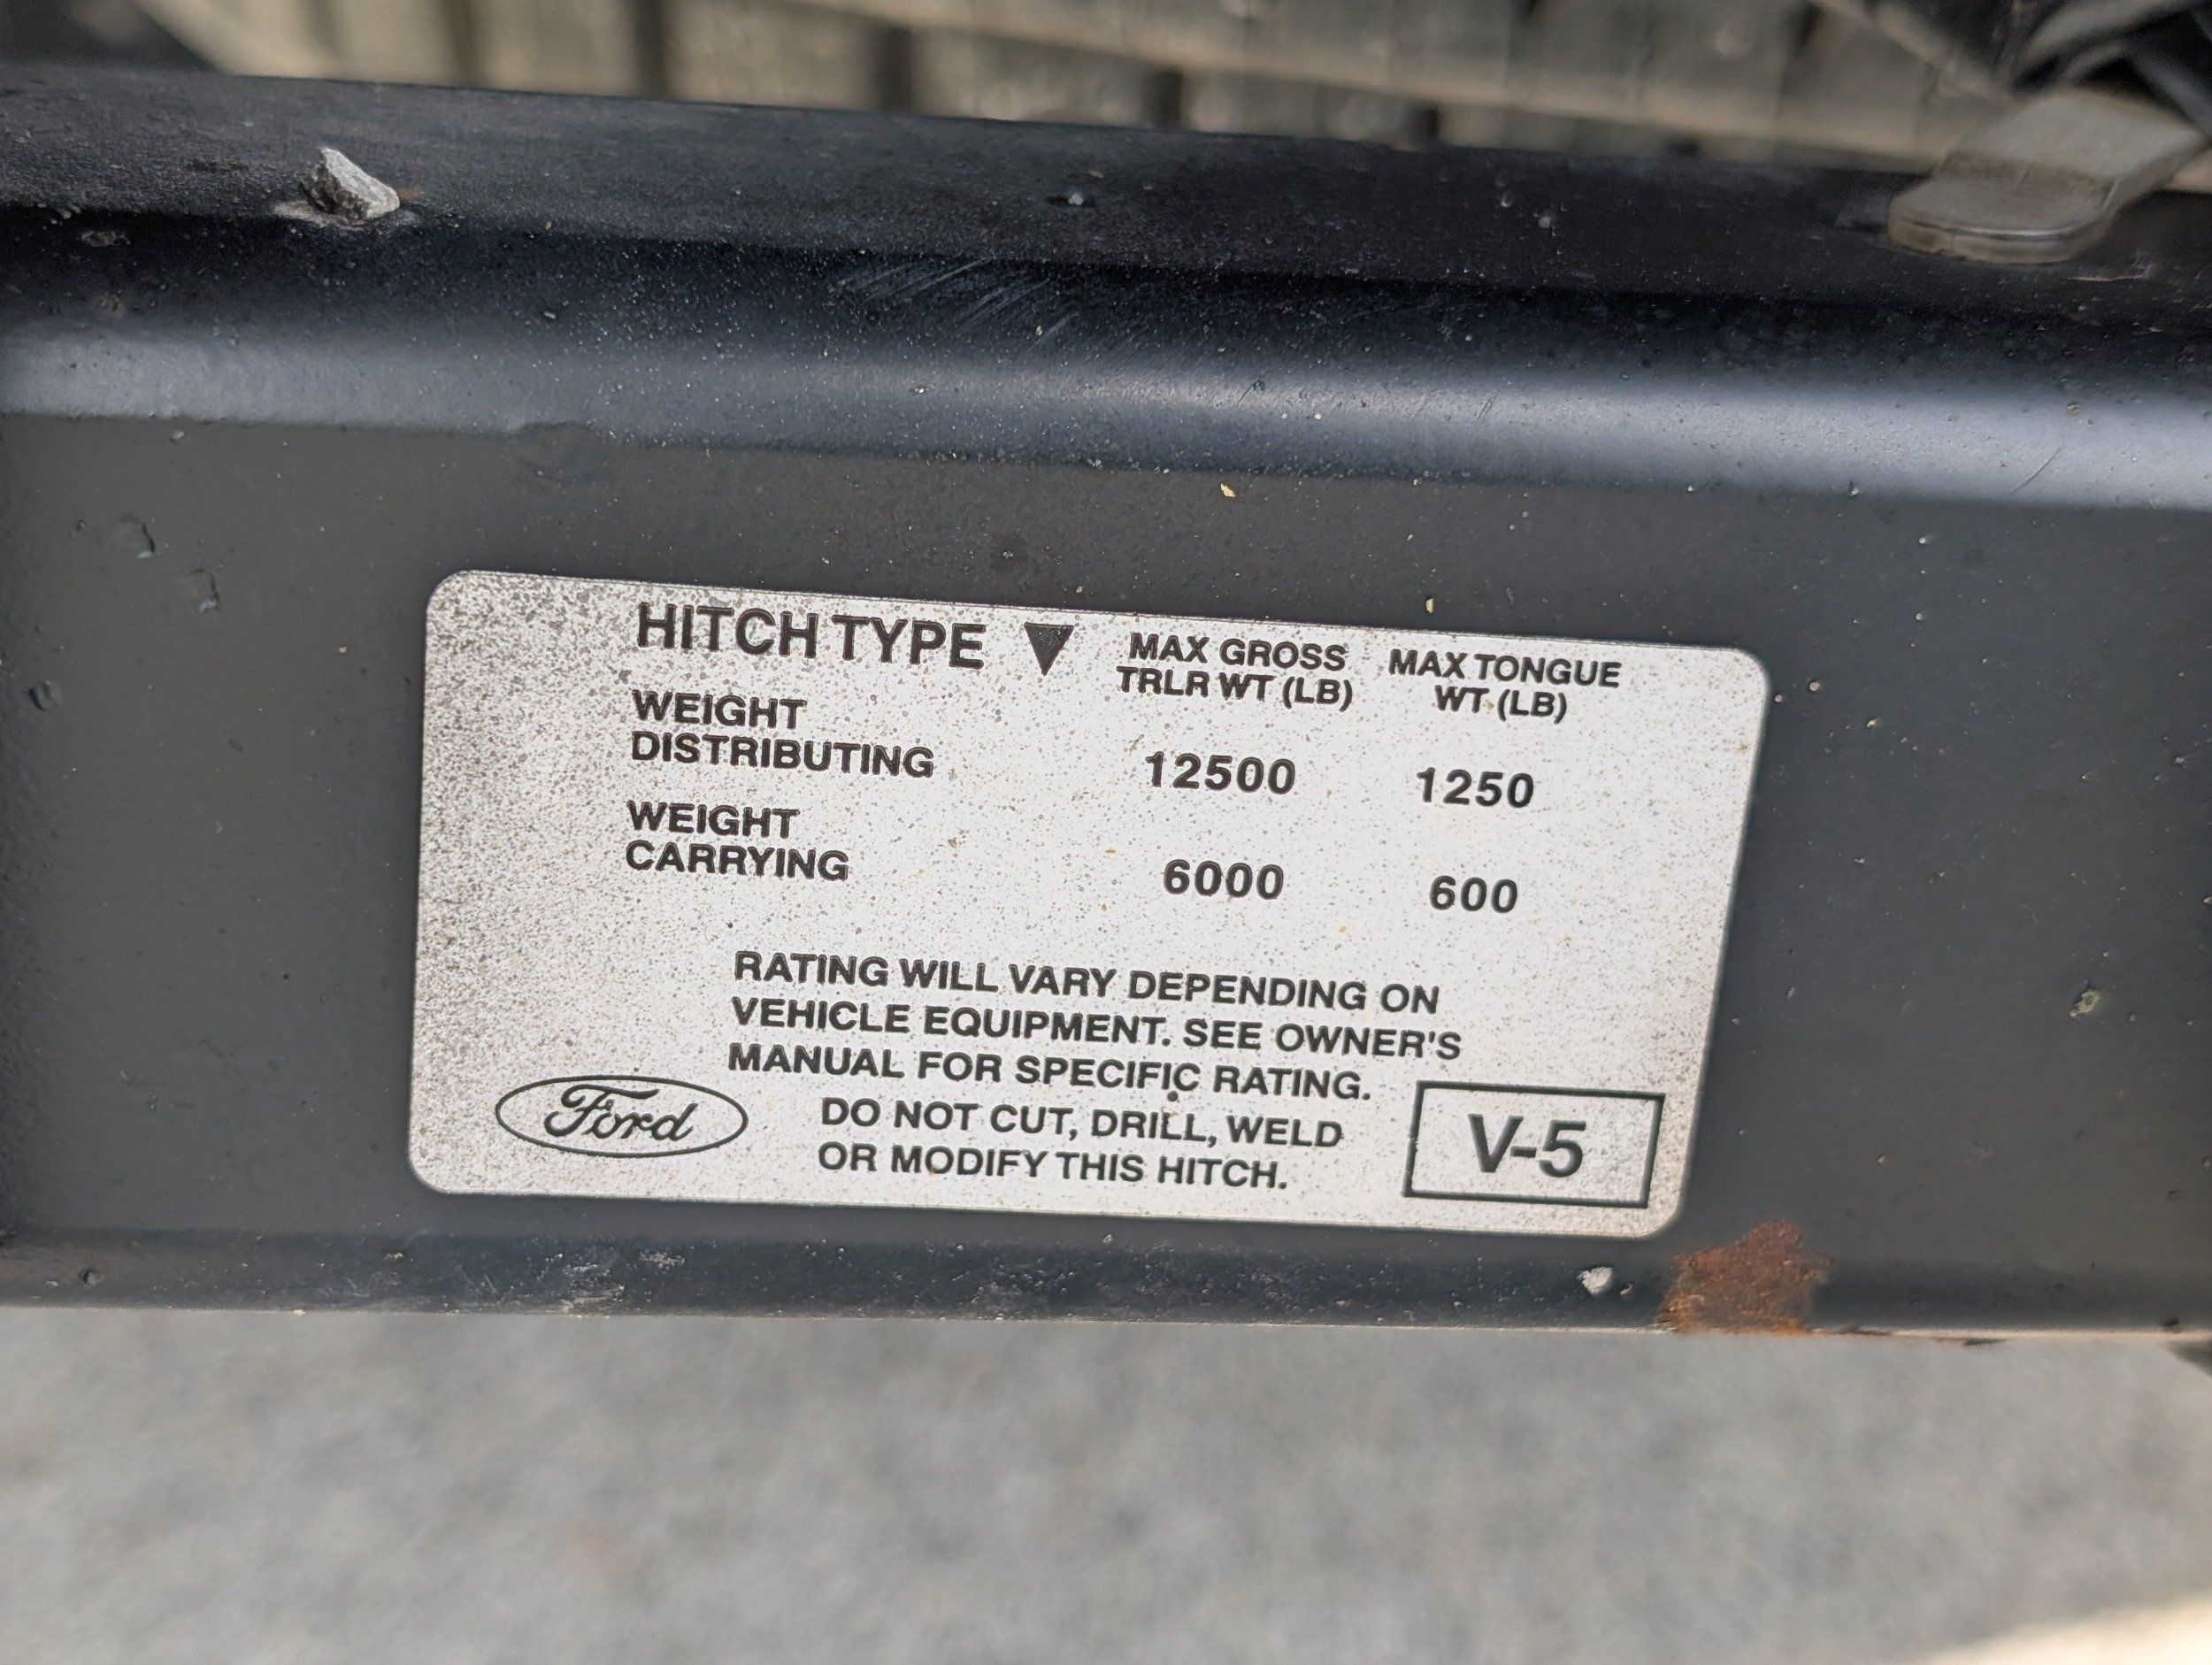 HITCH TYPE ▼ MAX GROSS TRLR WT (LB) MAX TONGUE WT (LB)
WEIGHT
DISTRIBUTING 12500 1250
WEIGHT
CARRYING 6000 600
RATING WILL VARY DEPENDING ON
VEHICLE EQUIPMENT. SEE OWNER'S
MANUAL FOR SPECIFIC RATING.
DO NOT CUT, DRILL, WELD
OR MODIFY THIS HITCH.
Ford
V-5